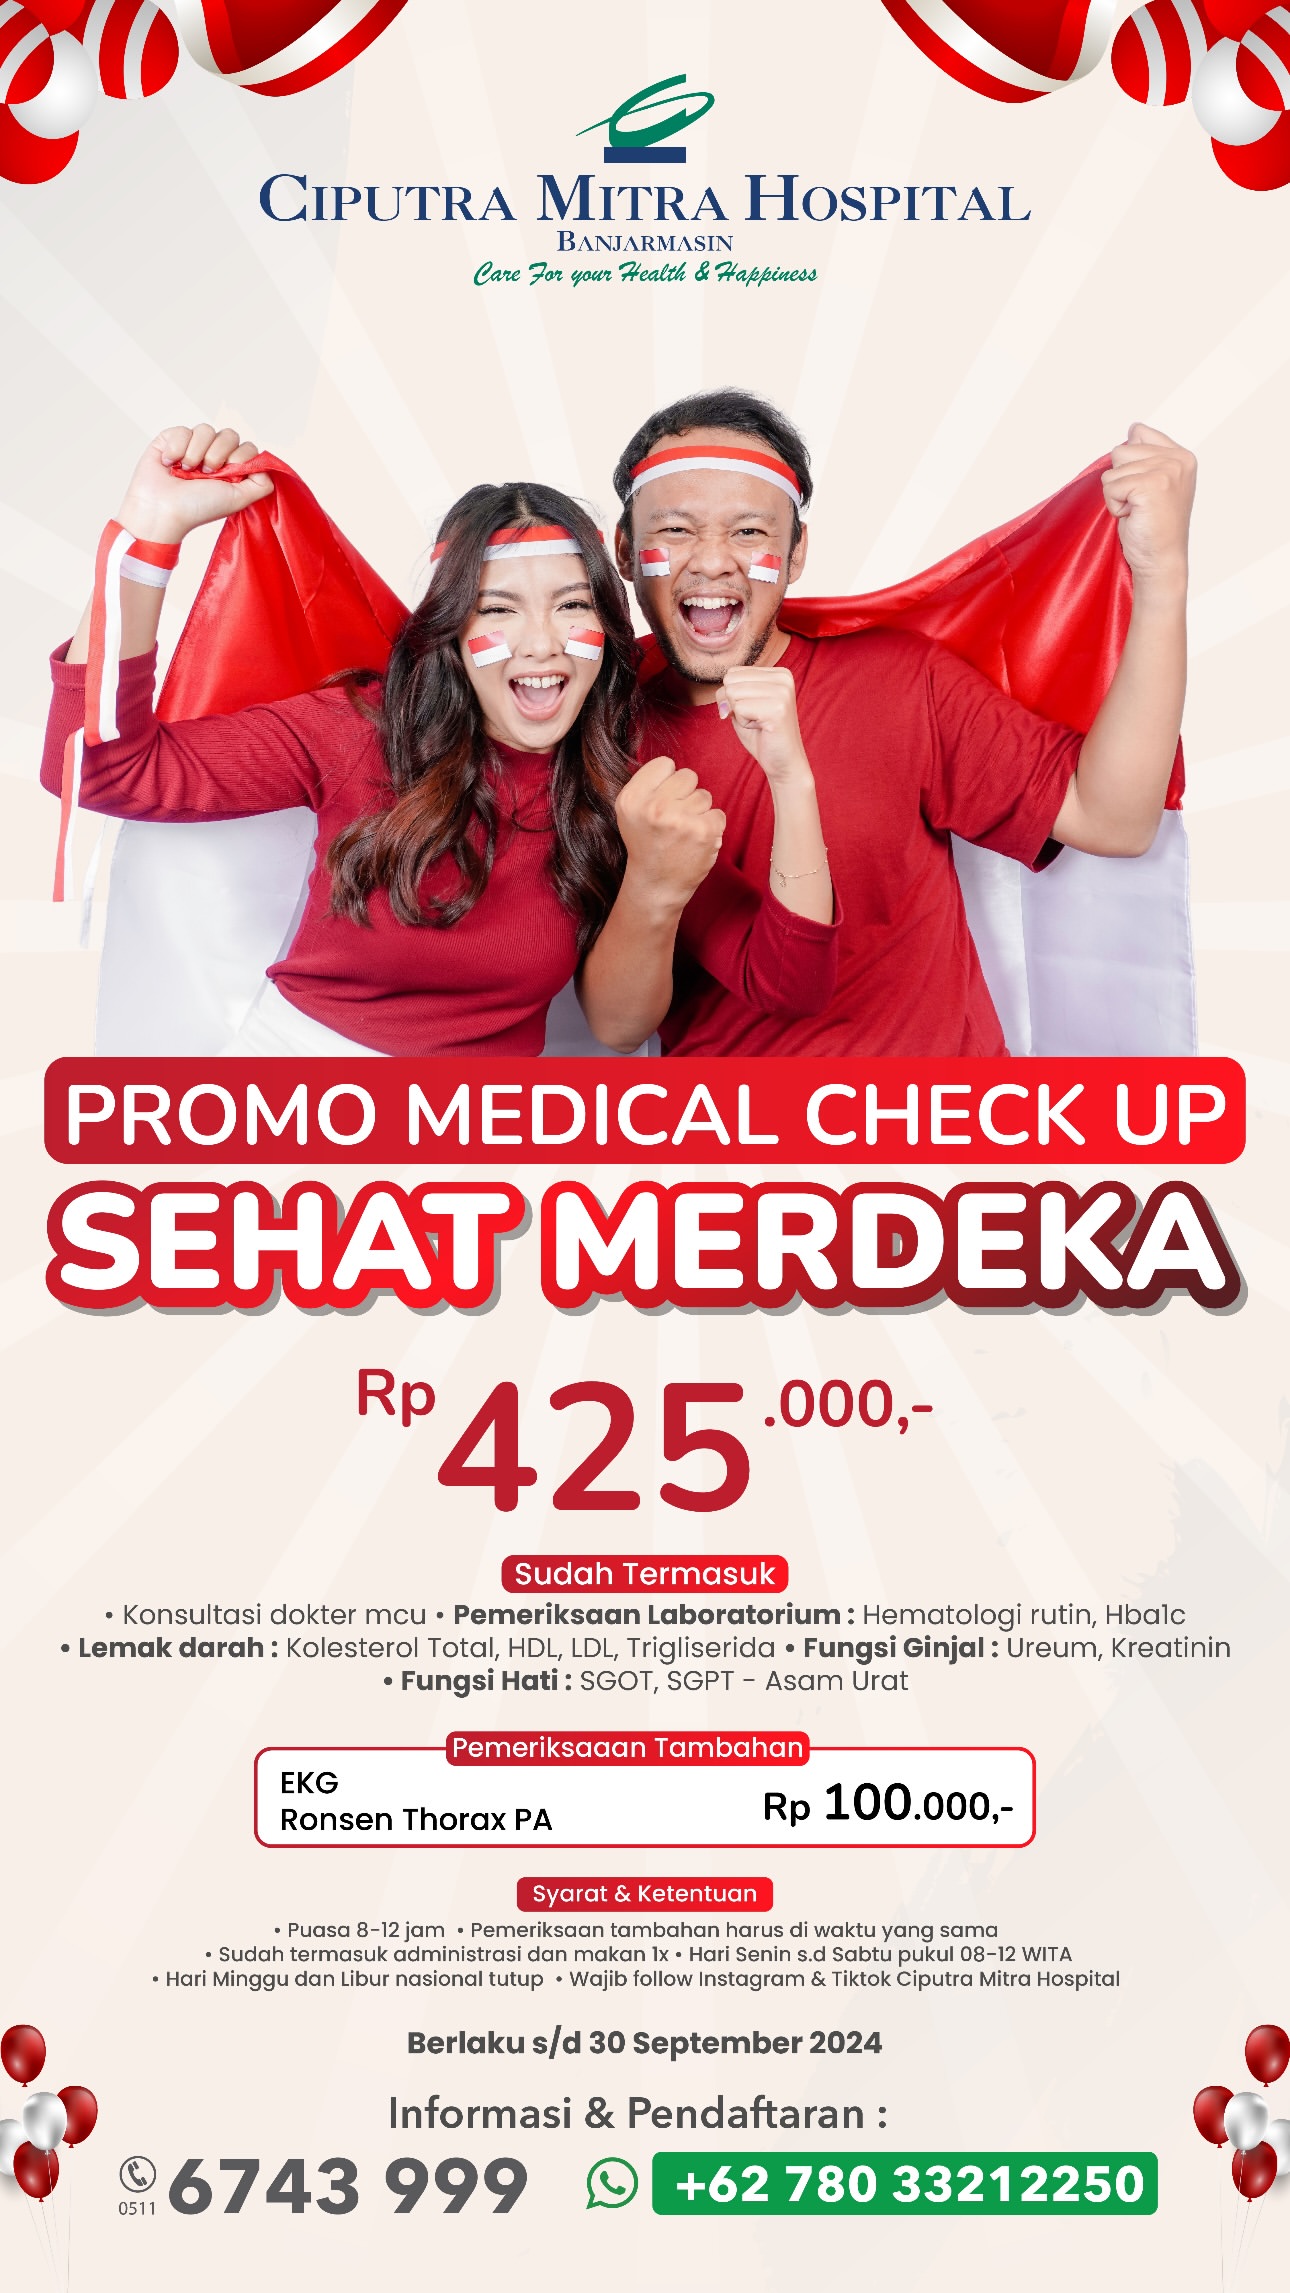 CIPUTRA MITRA HOSPITAL
BANJARMASIN
Care For your Health & Happiness
PROMO MEDICAL CHECK UP
SEHAT MERDEKA
Rp 425.000,-
Sudah Termasuk
• Konsultasi dokter mcu • Pemeriksaan Laboratorium : Hematologi rutin, Hba1c
• Lemak darah : Kolesterol Total, HDL, LDL, Trigliserida • Fungsi Ginjal : Ureum, Kreatinin
• Fungsi Hati : SGOT, SGPT - Asam Urat
Pemeriksaaan Tambahan
EKG
Ronsen Thorax PA
Rp 100.000,-
Syarat & Ketentuan
• Puasa 8-12 jam • Pemeriksaan tambahan harus di waktu yang sama
• Sudah termasuk administrasi dan makan 1x • Hari Senin s.d Sabtu pukul 08-12 WITA
• Hari Minggu dan Libur nasional tutup • Wajib follow Instagram & Tiktok Ciputra Mitra Hospital
Berlaku s/d 30 September 2024
Informasi & Pendaftaran :
0511 6743 999
+62 780 33212250